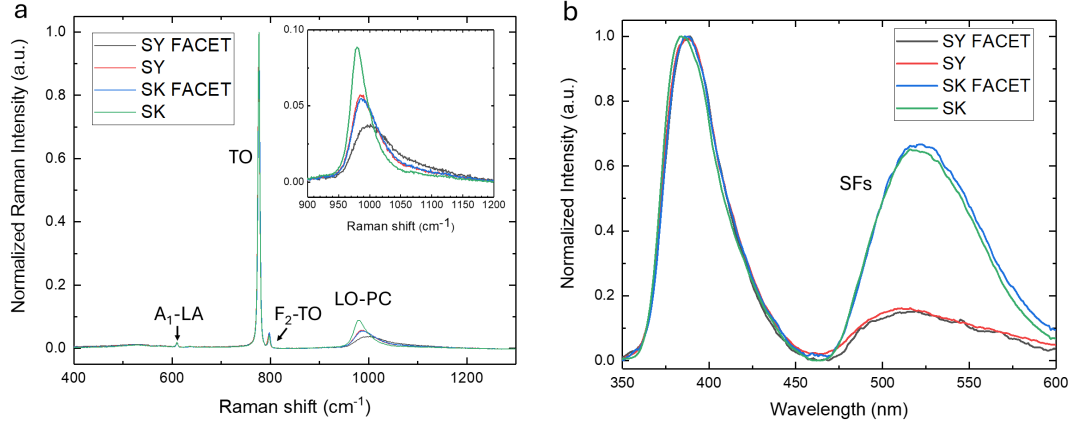 a
Normalized Raman Intensity (a.u.)
1.0
0.8
0.6
0.4
0.2
0.0
SY FACET
SY
SK FACET
SK
TO
A1-LA
F2-TO
LO-PC
400
600
800
1000
1200
Raman shift (cm-1)
0.10
0.05
0.00
900
950
1000
1050
1100
1150
1200
Raman shift (cm-1)
b
Normalized Intensity (a.u.)
1.0
0.8
0.6
0.4
0.2
0.0
SY FACET
SY
SK FACET
SK
SFs
350
400
450
500
550
600
Wavelength (nm)